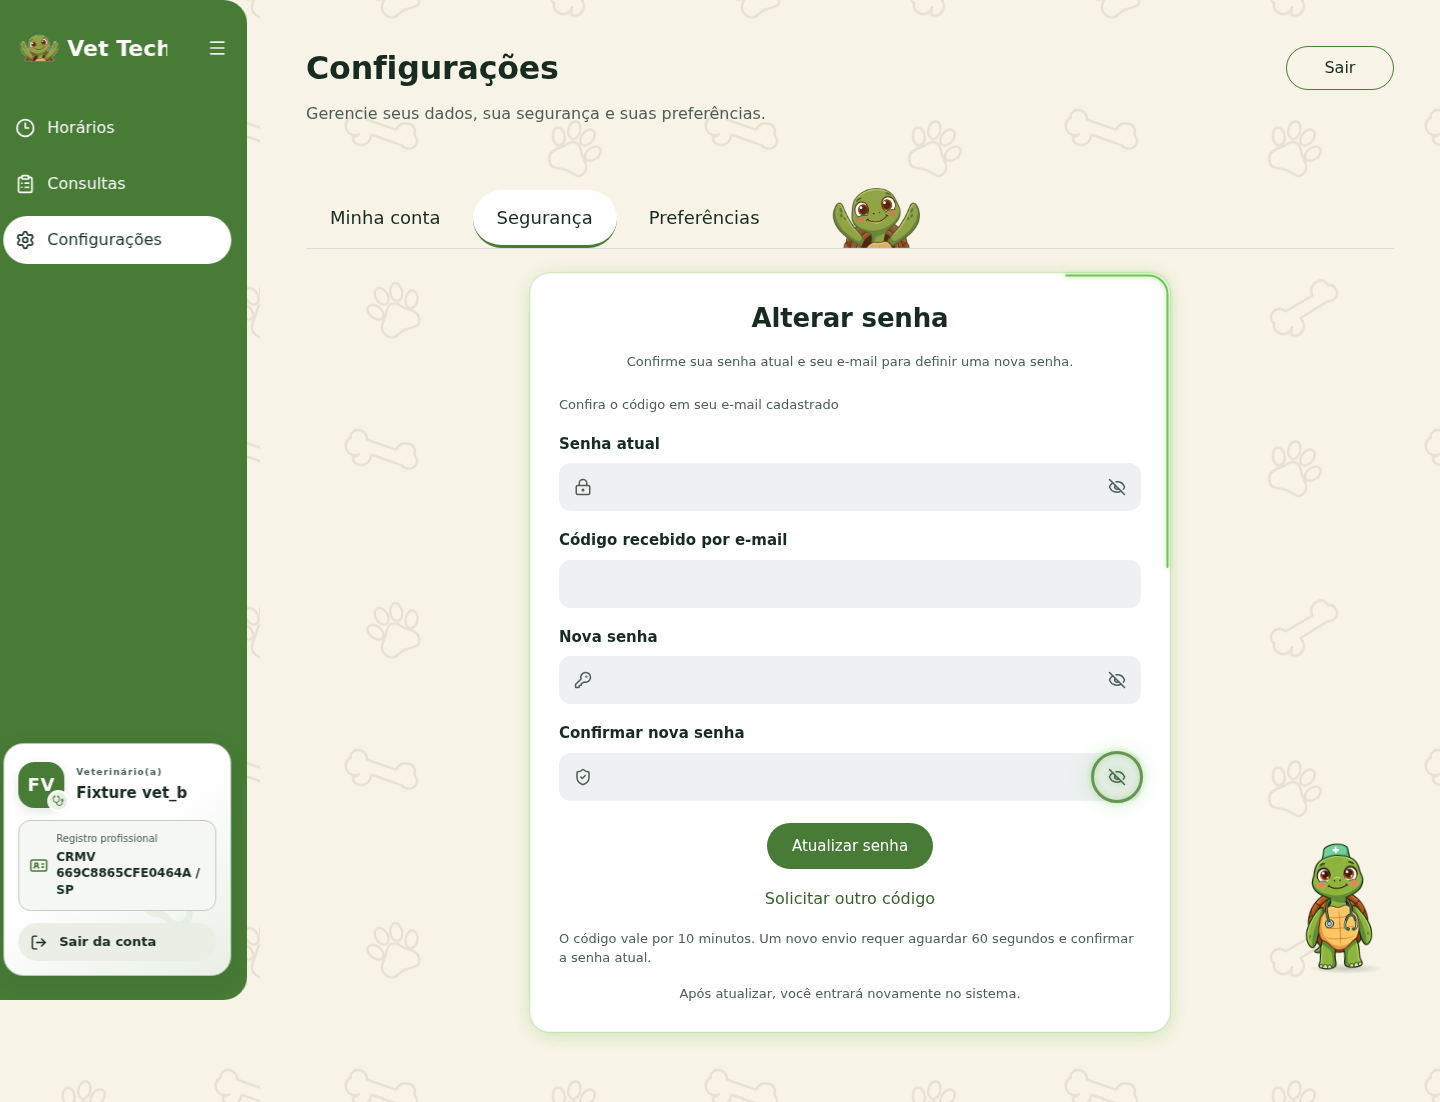 Vet Tech
Horários
Consultas
Configurações
FV
Veterinário(a)
Fixture vet_b
Registro profissional
CRMV
669C8865CFE0464A /
SP
Sair da conta
Configurações
Sair
Gerencie seus dados, sua segurança e suas preferências.
Minha conta
Segurança
Preferências
Alterar senha
Confirme sua senha atual e seu e-mail para definir uma nova senha.
Confira o código em seu e-mail cadastrado
Senha atual
Código recebido por e-mail
Nova senha
Confirmar nova senha
Atualizar senha
Solicitar outro código
O código vale por 10 minutos. Um novo envio requer aguardar 60 segundos e confirmar
a senha atual.
Após atualizar, você entrará novamente no sistema.